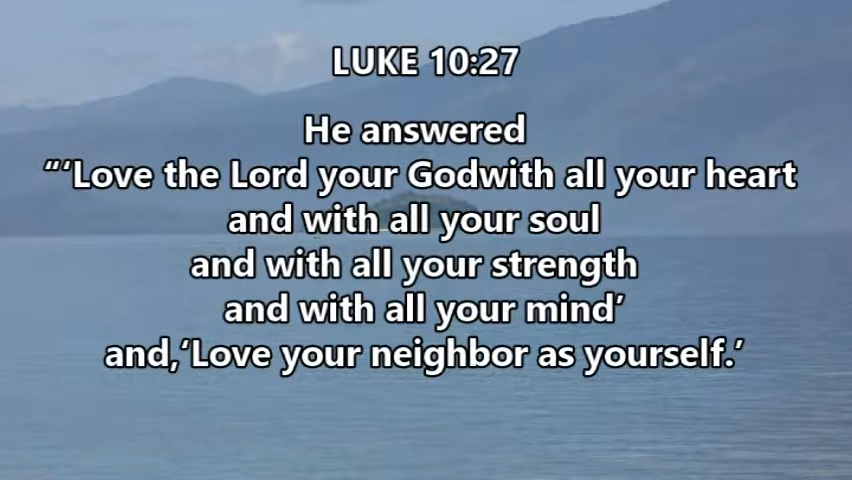 LUKE 10:27
He answered
“‘Love the Lord your Godwith all your heart
and with all your soul
and with all your strength
and with all your mind’
and,‘Love your neighbor as yourself.’